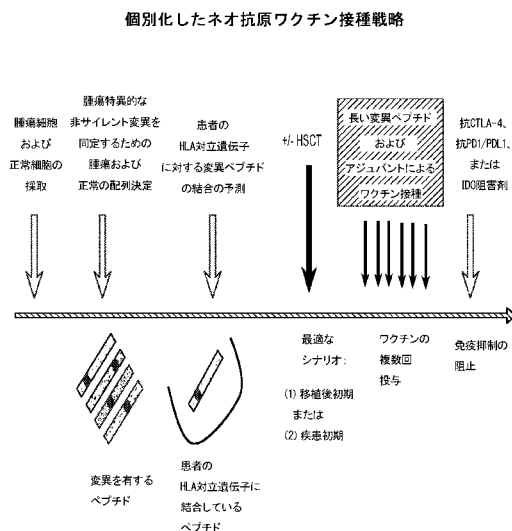 個別化したネオ抗原ワクチン接種戦略
腫瘍細胞
および
正常細胞の
採取
腫瘍特異的な
非サイレント変異を
同定するための
腫瘍および
正常の配列決定
患者の
HLA対立遺伝子
に対する変異ペプチド
の結合の予測
+/- HSCT
長い変異ペプチド
および
アジュバントによる
ワクチン接種
抗CTLA-4、
抗PD1/PDL1、
または
IDO阻害剤
変異を有する
ペプチド
患者の
HLA対立遺伝子に
結合している
ペプチド
最適な
シナリオ:
(1) 移植後初期
または
(2) 疾患初期
ワクチンの
複数回
投与
免疫抑制の
阻止